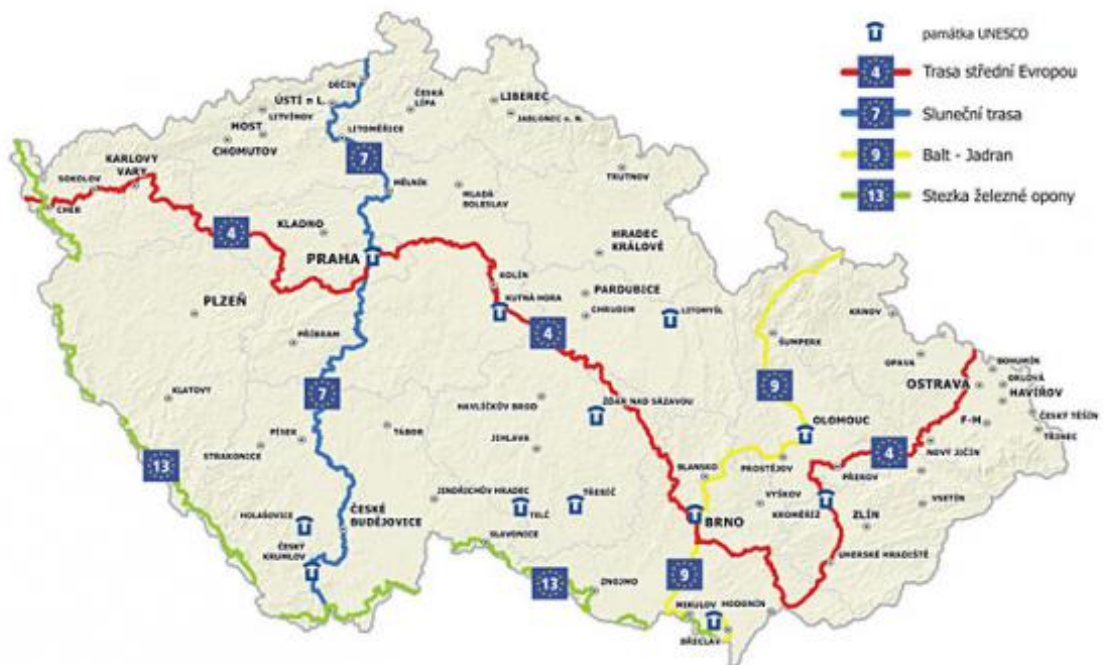 památka UNESCO
4 Trasa střední Evropou
7 Sluneční trasa
9 Balt - Jadran
13 Stezka železné opony
DĚČÍN
ÚSTÍ n L.
LITVÍNOV
ČESKÁ
LÍPA
LIBEREC
JABLONEC n. N.
MOST
CHOMUTOV
LITOMĚŘICE
7
KARLOVY
VARY
SOKOLOV
CHEB
MĚLNÍK
MLADÁ
BOLESLAV
TRUTNOV
4
KLADNO
PRAHA
HRADEC
KRÁLOVÉ
KOLÍN
KUTNÁ HORA
PARDUBICE
CHRUDIM
LITOMYŠL
PLZEŇ
PŘÍBRAM
4
KRNOV
ŠUMPERK
OPAVA
BOHUMÍN
ORLOVÁ
OSTRAVA
HAVÍŘOV
KLATOVY
7
HAVLÍČKŮV BROD
ŽĎÁR NAD SÁZAVOU
9
OLOMOUC
F-M
ČESKÝ TĚŠÍN
TŘINEC
PÍSEK
TÁBOR
STRAKONICE
JIHLAVA
4
NOVÝ JIČÍN
13
BLANSKO
PROSTĚJOV
PŘEROV
JINDŘICHŮV HRADEC
TELČ
TŘEBÍČ
VYŠKOV
KROMĚŘÍŽ
ZLÍN
VSETÍN
HOLAŠOVICE
ČESKÉ
BUDĚJOVICE
BRNO
SLAVONICE
ČESKÝ
KRUMLOV
UHERSKÉ HRADIŠTĚ
13
ZNOJMO
9
MIKULOV
HODONÍN
BŘECLAV